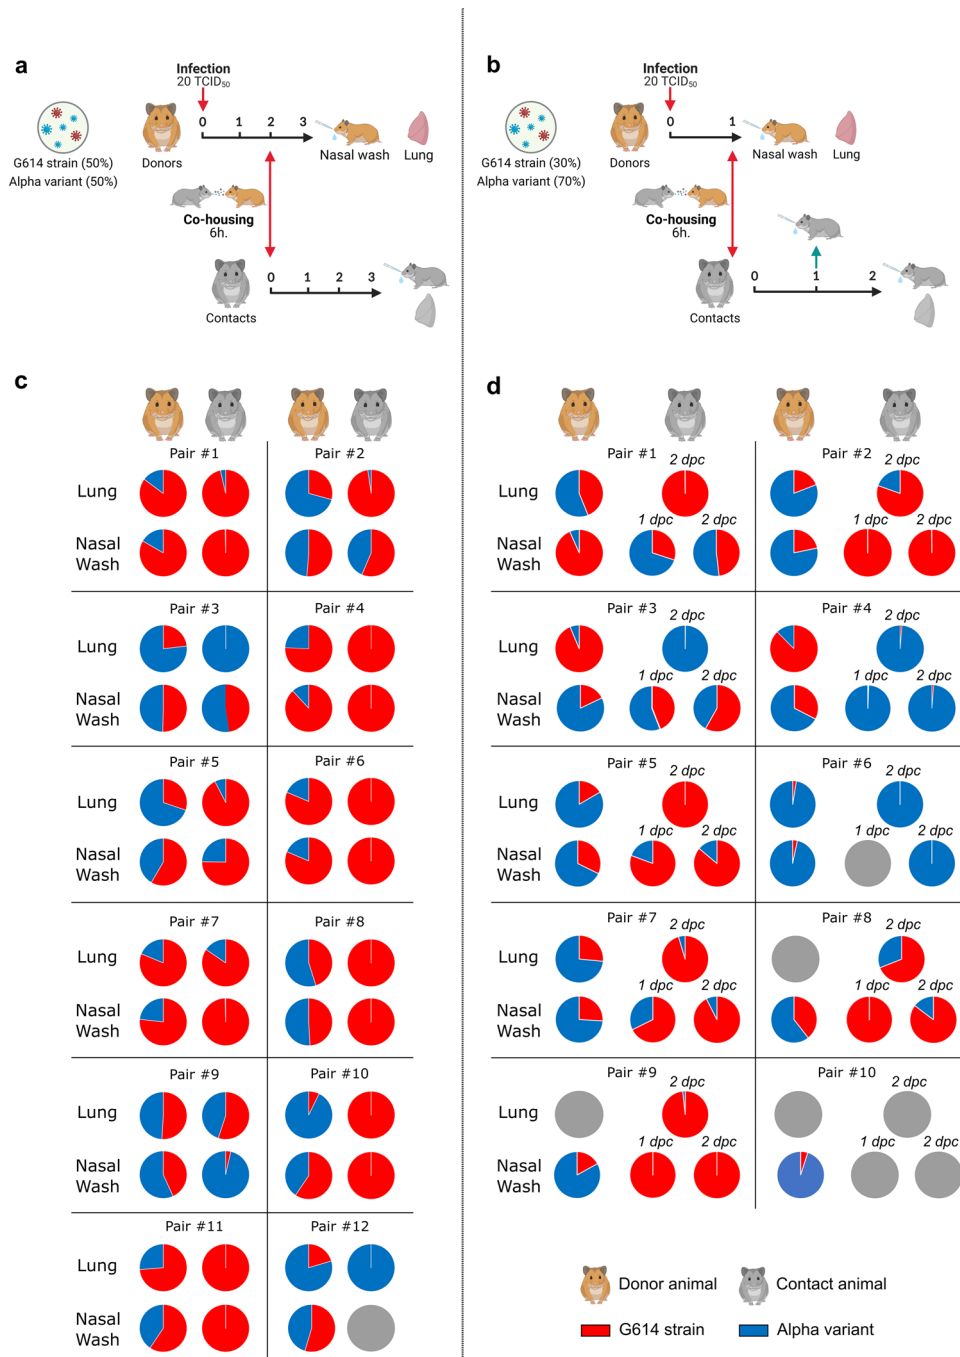 a
Infection
20 TCID50
0 1 2 3
G614 strain (50%)
Alpha variant (50%)
Donors
Nasal wash
Lung
Co-housing
6h.
0 1 2 3
Contacts
b
Infection
20 TCID50
0 1
G614 strain (30%)
Alpha variant (70%)
Donors
Nasal wash
Lung
Co-housing
6h.
0 1 2
Contacts
c
Pair #1 Pair #2
Lung
Nasal
Wash
Pair #3 Pair #4
Lung
Nasal
Wash
Pair #5 Pair #6
Lung
Nasal
Wash
Pair #7 Pair #8
Lung
Nasal
Wash
Pair #9 Pair #10
Lung
Nasal
Wash
Pair #11 Pair #12
Lung
Nasal
Wash
d
Pair #1 Pair #2
2 dpc 2 dpc
Lung
1 dpc 2 dpc 1 dpc 2 dpc
Nasal
Wash
Pair #3 Pair #4
2 dpc 2 dpc
Lung
1 dpc 2 dpc 1 dpc 2 dpc
Nasal
Wash
Pair #5 Pair #6
2 dpc 2 dpc
Lung
1 dpc 2 dpc 1 dpc 2 dpc
Nasal
Wash
Pair #7 Pair #8
2 dpc 2 dpc
Lung
1 dpc 2 dpc 1 dpc 2 dpc
Nasal
Wash
Pair #9 Pair #10
2 dpc 2 dpc
Lung
1 dpc 2 dpc 1 dpc 2 dpc
Nasal
Wash
Donor animal Contact animal
G614 strain Alpha variant